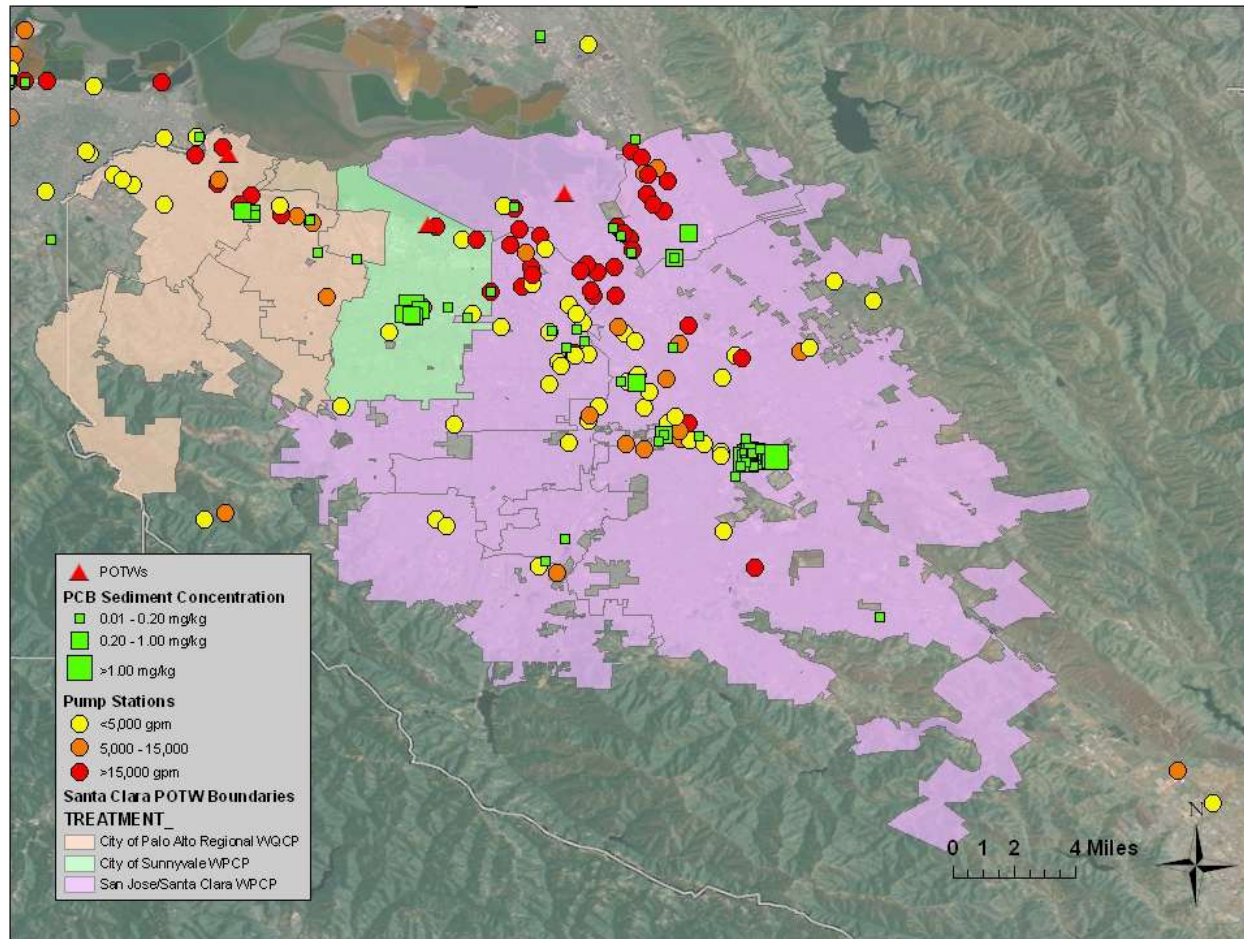 POTWs
PCB Sediment Concentration
0.01 - 0.20 mg/kg
0.20 - 1.00 mg/kg
>1.00 mg/kg
Pump Stations
<5,000 gpm
5,000 - 15,000
>15,000 gpm
Santa Clara POTW Boundaries
TREATMENT_
City of Palo Alto Regional WQCP
City of Sunnyvale WPCP
San Jose/Santa Clara WPCP
0 1 2 4 Miles
N